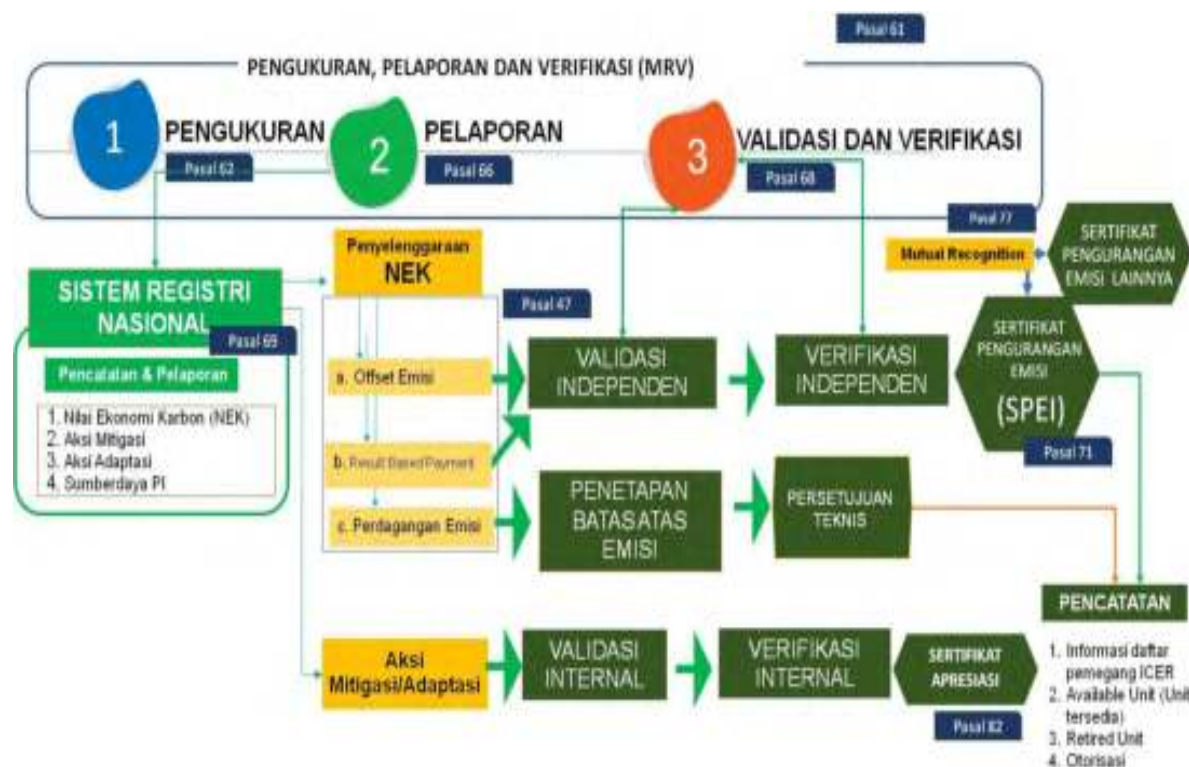 Pasal 61
PENGUKURAN, PELAPORAN DAN VERIFIKASI (MRV)
1
PENGUKURAN
Pasal 62
2
PELAPORAN
Pasal 66
3
VALIDASI DAN VERIFIKASI
Pasal 68
Pasal 77
Mutual Recognition
SERTIFIKAT
PENGURANGAN
EMISI LAINNYA
SISTEM REGISTRI
NASIONAL
Pasal 69
Pencatatan & Pelaporan
1. Nilai Ekonomi Karbon (NEK)
2. Aksi Mitigasi
3. Aksi Adaptasi
4. Sumberdaya PI
Penyelenggaraan
NEK
Pasal 47
a. Offset Emisi
b. Result Based Payment
c. Perdagangan Emisi
VALIDASI
INDEPENDEN
VERIFIKASI
INDEPENDEN
SERTIFIKAT
PENGURANGAN
EMISI
(SPEI)
Pasal 71
PENETAPAN
BATAS ATAS
EMISI
PERSETUJUAN
TEKNIS
PENCATATAN
1. Informasi daftar
pemegang ICER
2. Available Unit (Unit
tersedia)
3. Retired Unit
4. Otorisasi
Aksi
Mitigasi/Adaptasi
VALIDASI
INTERNAL
VERIFIKASI
INTERNAL
SERTIFIKAT
APRESIASI
Pasal 82